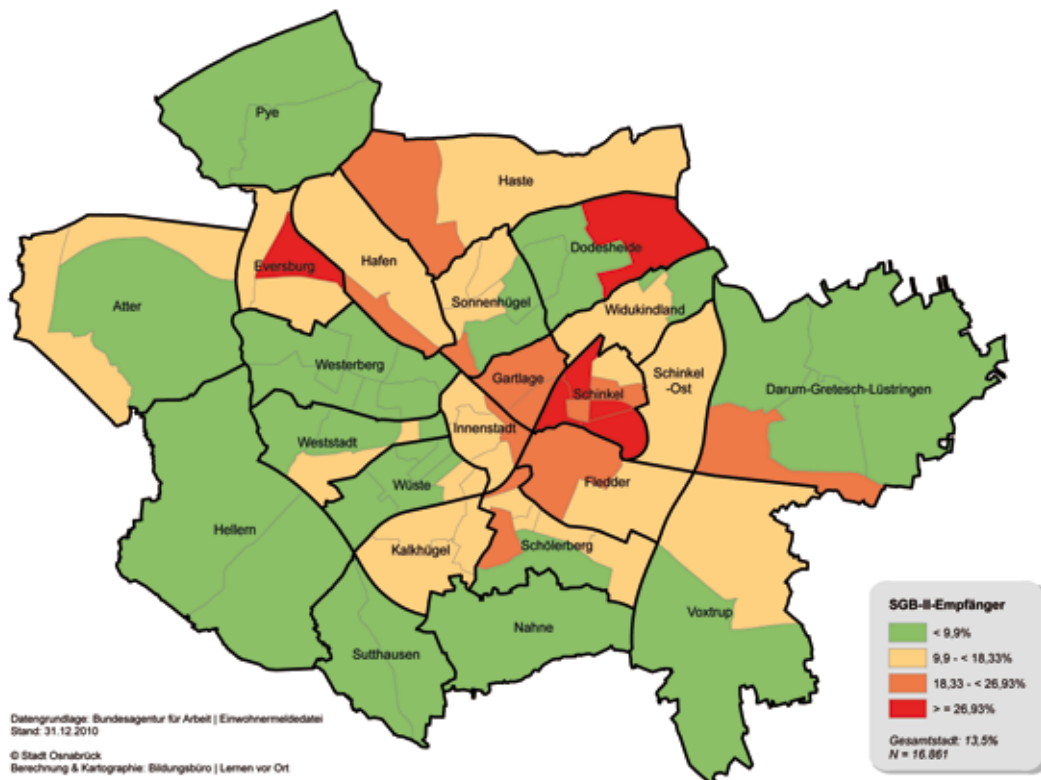 Pye
Haste
Dodesheide
Eversburg
Hafen
Sonnenhügel
Atter
Widukindland
Westerberg
Gartlage
Schinkel
Schinkel
-Ost
Darum-Gretesch-Lüstringen
Innenstadt
Weststadt
Wüste
Fledder
Hellern
Kalkhügel
Schölerberg
Voxtrup
Nahne
Sutthausen
SGB-II-Empfänger
< 9,9%
9,9 - < 18,33%
18,33 - < 26,93%
> = 26,93%
Gesamtstadt: 13,5%
N = 16.861
Datengrundlage: Bundesagentur für Arbeit | Einwohnermeldedatei
Stand: 31.12.2010
© Stadt Osnabrück
Berechnung & Kartographie: Bildungsbüro | Lernen vor Ort